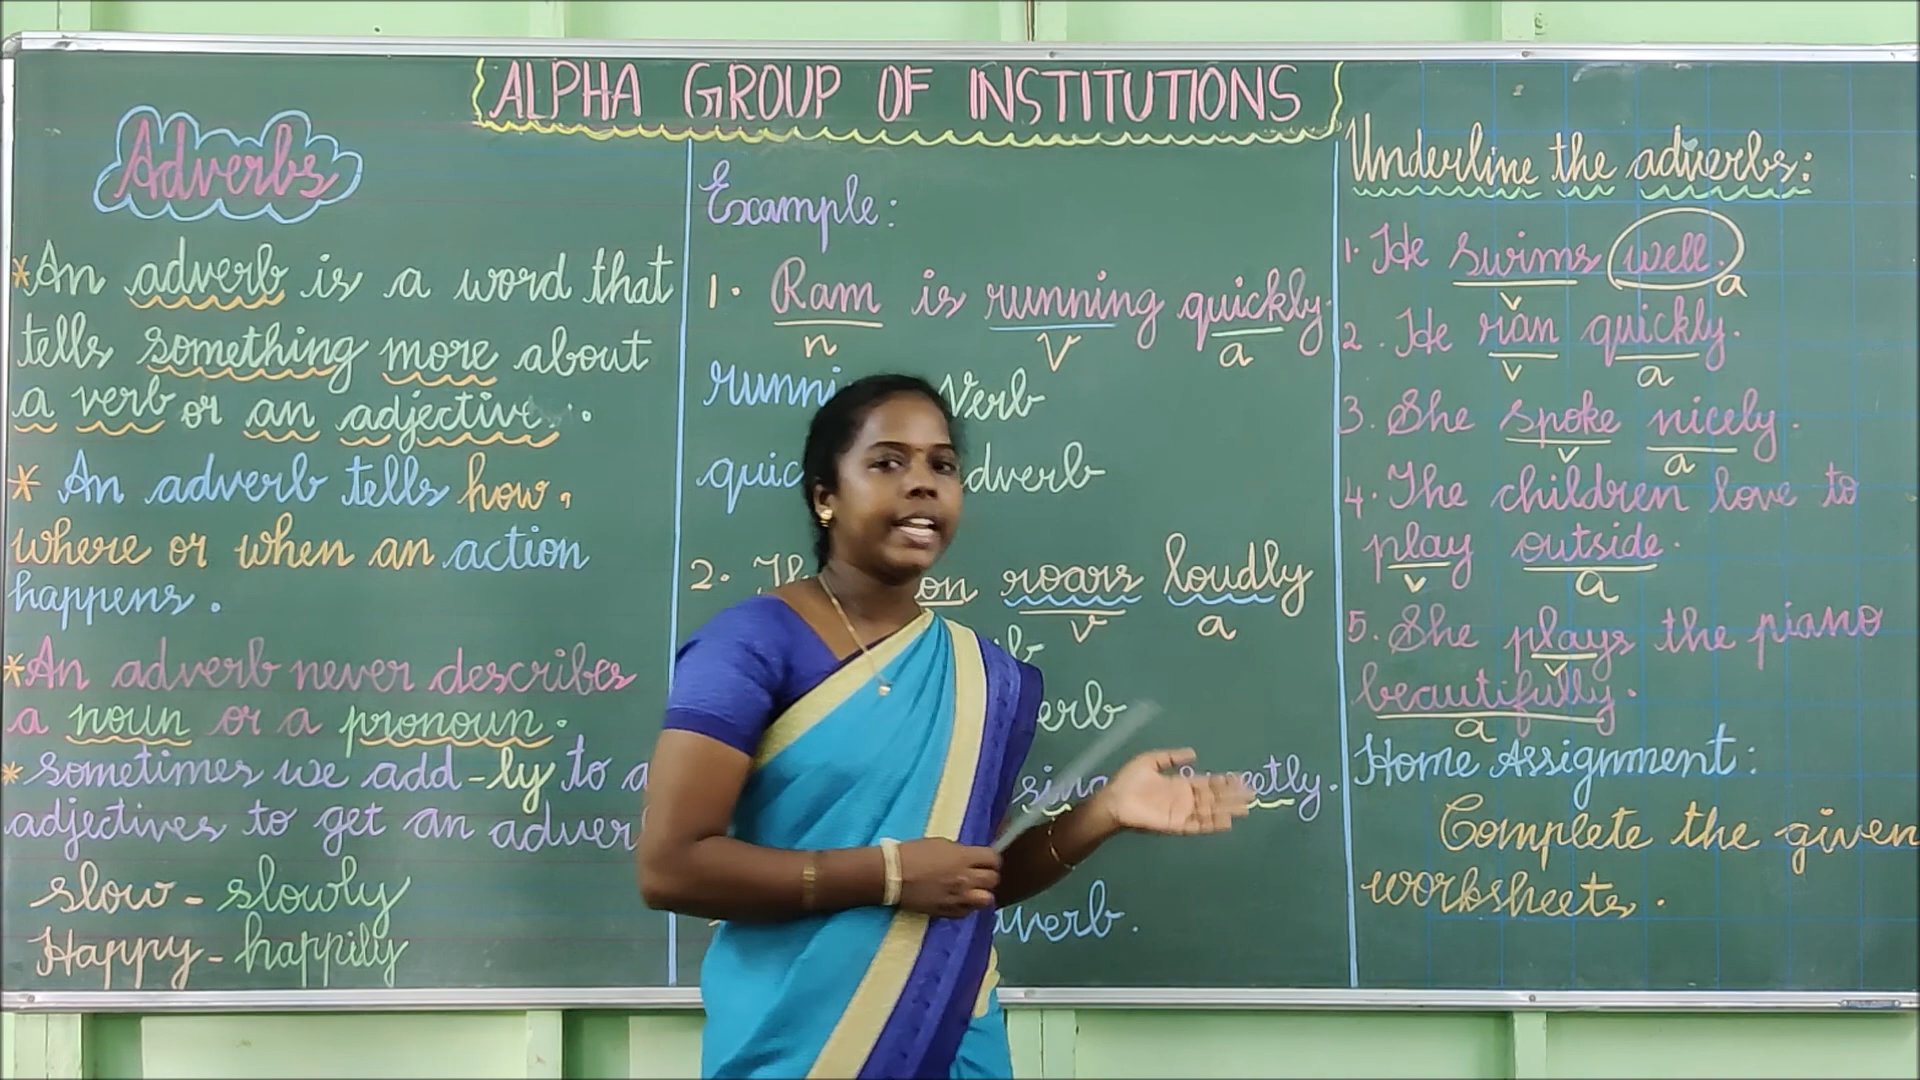 ALPHA GROUP OF INSTITUTIONS
Adverbs
*An adverb is a word that
tells something more about
a verb or an adjective.
* An adverb tells how,
where or when an action
happens.
*An adverb never describes
a noun or a pronoun.
*sometimes we add -ly to a
adjectives to get an
slow - slowly
Happy - happily
Example:
1. Ram is running quickly.
n v a
Verb
2. roars loudly
v a
Underline the adverbs:
1. He swims well.
v a
2. He ran quickly.
v a
3. She spoke nicely.
v a
4. The children love to
play outside.
v a
5. She plays the piano
v
beautifully.
a
Home Assignment:
Complete the given
worksheets.